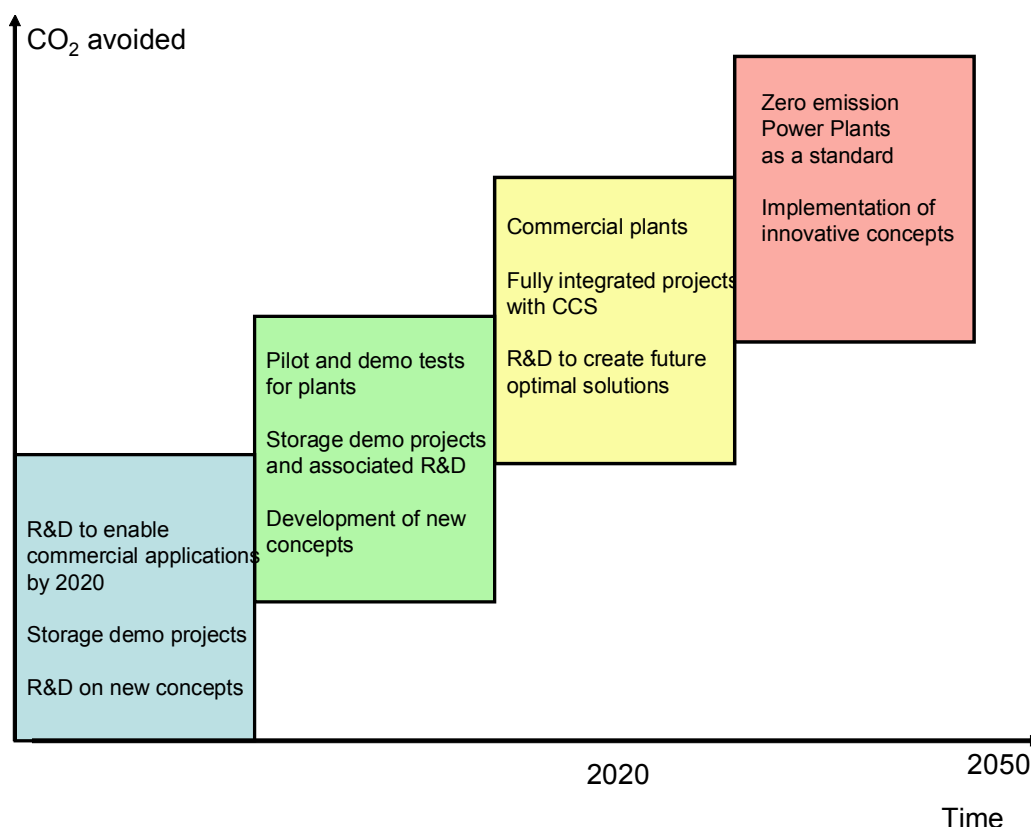 CO₂ avoided
R&D to enable
commercial applications
by 2020
Storage demo projects
R&D on new concepts
Pilot and demo tests
for plants
Storage demo projects
and associated R&D
Development of new
concepts
Commercial plants
Fully integrated projects
with CCS
R&D to create future
optimal solutions
Zero emission
Power Plants
as a standard
Implementation of
innovative concepts
2020
2050
Time